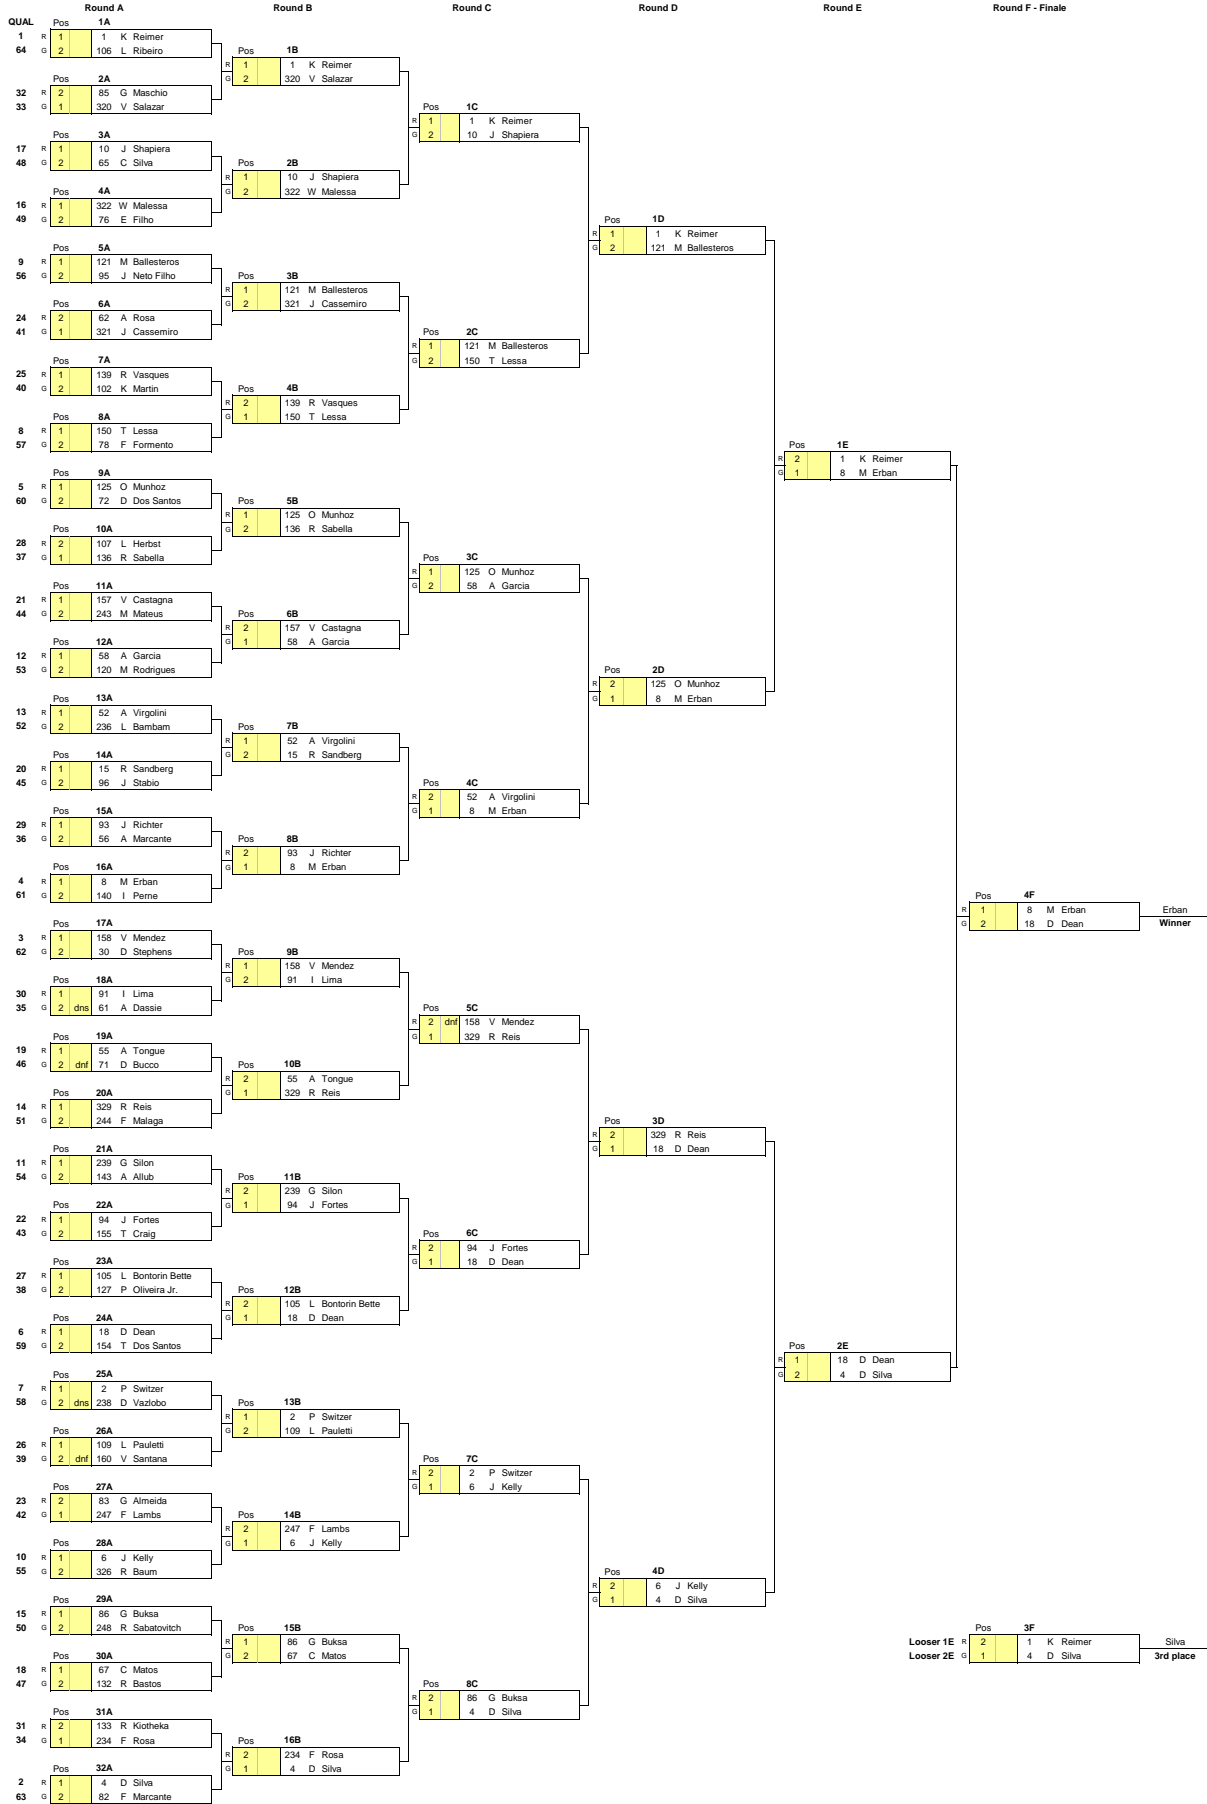 Round A Round B Round C Round D Round E Round F - Finale
QUAL Pos 1A
1 R 1 1 K Reimer
64 G 2 106 L Ribeiro
Pos 1B
R 1 1 K Reimer
G 2 320 V Salazar
Pos 2A
32 R 2 85 G Maschio
33 G 1 320 V Salazar
Pos 1C
R 1 1 K Reimer
G 2 10 J Shapiera
Pos 3A
17 R 1 10 J Shapiera
48 G 2 65 C Silva
Pos 2B
R 1 10 J Shapiera
G 2 322 W Malessa
Pos 4A
16 R 1 322 W Malessa
49 G 2 76 E Filho
Pos 1D
R 1 1 K Reimer
G 2 121 M Ballesteros
Pos 5A
9 R 1 121 M Ballesteros
56 G 2 95 J Neto Filho
Pos 3B
R 1 121 M Ballesteros
G 2 321 J Cassemiro
Pos 6A
24 R 2 62 A Rosa
41 G 1 321 J Cassemiro
Pos 2C
R 1 121 M Ballesteros
G 2 150 T Lessa
Pos 7A
25 R 1 139 R Vasques
40 G 2 102 K Martin
Pos 4B
R 2 139 R Vasques
G 1 150 T Lessa
Pos 8A
8 R 1 150 T Lessa
57 G 2 78 F Formento
Pos 1E
R 2 1 K Reimer
G 1 8 M Erban
Pos 9A
5 R 1 125 O Munhoz
60 G 2 72 D Dos Santos
Pos 5B
R 1 125 O Munhoz
G 2 136 R Sabella
Pos 10A
28 R 2 107 L Herbst
37 G 1 136 R Sabella
Pos 3C
R 1 125 O Munhoz
G 2 58 A Garcia
Pos 11A
21 R 1 157 V Castagna
44 G 2 243 M Mateus
Pos 6B
R 2 157 V Castagna
G 1 58 A Garcia
Pos 12A
12 R 1 58 A Garcia
53 G 2 120 M Rodrigues
Pos 2D
R 2 125 O Munhoz
G 1 8 M Erban
Pos 13A
13 R 1 52 A Virgolini
52 G 2 236 L Bambam
Pos 7B
R 1 52 A Virgolini
G 2 15 R Sandberg
Pos 14A
20 R 1 15 R Sandberg
45 G 2 96 J Stabio
Pos 4C
R 2 52 A Virgolini
G 1 8 M Erban
Pos 15A
29 R 1 93 J Richter
36 G 2 56 A Marcante
Pos 8B
R 2 93 J Richter
G 1 8 M Erban
Pos 16A
4 R 1 8 M Erban
61 G 2 140 I Perne
Pos 4F
R 1 8 M Erban Erban
G 2 18 D Dean Winner
Pos 17A
3 R 1 158 V Mendez
62 G 2 30 D Stephens
Pos 9B
R 1 158 V Mendez
G 2 91 I Lima
Pos 18A
30 R 1 91 I Lima
35 G 2 dns 61 A Dassie
Pos 5C
R 2 dnf 158 V Mendez
G 1 329 R Reis
Pos 19A
19 R 1 55 A Tongue
46 G 2 dnf 71 D Bucco
Pos 10B
R 2 55 A Tongue
G 1 329 R Reis
Pos 20A
14 R 1 329 R Reis
51 G 2 244 F Malaga
Pos 3D
R 2 329 R Reis
G 1 18 D Dean
Pos 21A
11 R 1 239 G Silon
54 G 2 143 A Allub
Pos 11B
R 2 239 G Silon
G 1 94 J Fortes
Pos 22A
22 R 1 94 J Fortes
43 G 2 155 T Craig
Pos 6C
R 2 94 J Fortes
G 1 18 D Dean
Pos 23A
27 R 1 105 L Bontorin Bette
38 G 2 127 P Oliveira Jr.
Pos 12B
R 2 105 L Bontorin Bette
G 1 18 D Dean
Pos 24A
6 R 1 18 D Dean
59 G 2 154 T Dos Santos
Pos 2E
R 1 18 D Dean
G 2 4 D Silva
Pos 25A
7 R 1 2 P Switzer
58 G 2 dns 238 D Vazlobo
Pos 13B
R 1 2 P Switzer
G 2 109 L Pauletti
Pos 26A
26 R 1 109 L Pauletti
39 G 2 dnf 160 V Santana
Pos 7C
R 2 2 P Switzer
G 1 6 J Kelly
Pos 27A
23 R 2 83 G Almeida
42 G 1 247 F Lambs
Pos 14B
R 2 247 F Lambs
G 1 6 J Kelly
Pos 28A
10 R 1 6 J Kelly
55 G 2 326 R Baum
Pos 4D
R 2 6 J Kelly
G 1 4 D Silva
Pos 29A
15 R 1 86 G Buksa
50 G 2 248 R Sabatovitch
Pos 15B
R 1 86 G Buksa
G 2 67 C Matos
Pos 3F
Looser 1E R 2 1 K Reimer Silva
Looser 2E G 1 4 D Silva 3rd place
Pos 30A
18 R 1 67 C Matos
47 G 2 132 R Bastos
Pos 8C
R 2 86 G Buksa
G 1 4 D Silva
Pos 31A
31 R 2 133 R Kiotheka
34 G 1 234 F Rosa
Pos 16B
R 2 234 F Rosa
G 1 4 D Silva
Pos 32A
2 R 1 4 D Silva
63 G 2 82 F Marcante